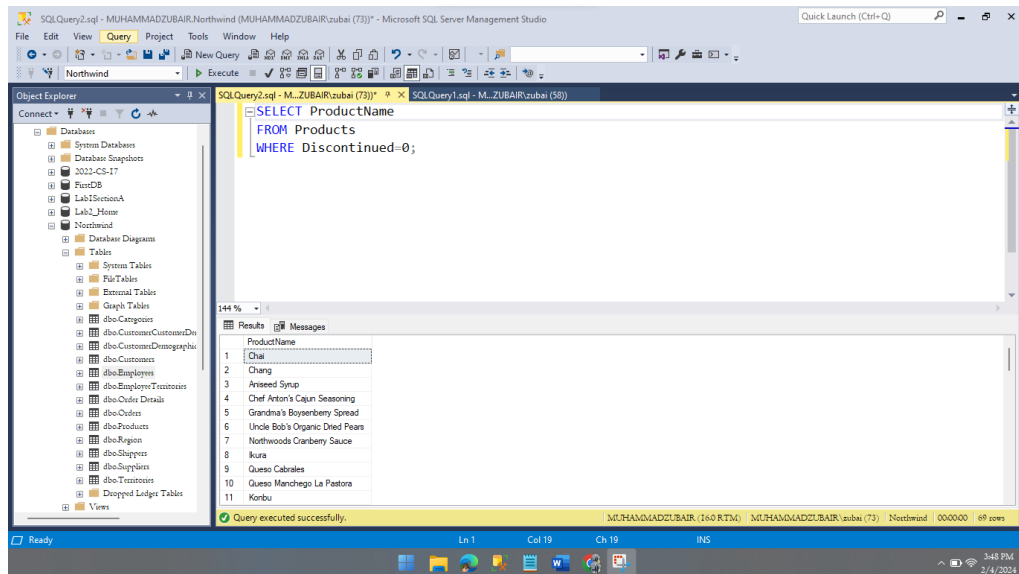 SQLQuery2.sql - MUHAMMADZUBAIR.Northwind (MUHAMMADZUBAIR\zubai (73))* - Microsoft SQL Server Management Studio
Quick Launch (Ctrl+Q)
File Edit View Query Project Tools Window Help
New Query
Northwind
Execute
Object Explorer
SQLQuery2.sql - M...ZUBAIR\zubai (73))*
SQLQuery1.sql - M...ZUBAIR\zubai (58))
Connect
Databases
System Databases
Database Snapshots
2022-CS-17
FirstDB
Lab1SectionA
Lab2_Home
Northwind
Database Diagrams
Tables
System Tables
FileTables
External Tables
Graph Tables
dbo.Categories
dbo.CustomerCustomerDe
dbo.CustomerDemographic
dbo.Customers
dbo.Employees
dbo.EmployeeTerritories
dbo.Order Details
dbo.Orders
dbo.Products
dbo.Region
dbo.Shippers
dbo.Suppliers
dbo.Territories
Dropped Ledger Tables
Views
SELECT ProductName
FROM Products
WHERE Discontinued=0;
144 %
Results Messages
ProductName
1 Chai
2 Chang
3 Aniseed Syrup
4 Chef Anton's Cajun Seasoning
5 Grandma's Boysenberry Spread
6 Uncle Bob's Organic Dried Pears
7 Northwoods Cranberry Sauce
8 Ikura
9 Queso Cabrales
10 Queso Manchego La Pastora
11 Konbu
Query executed successfully.
MUHAMMADZUBAIR (16.0 RTM) MUHAMMADZUBAIR\zubai (73) Northwind 00:00:00 69 rows
Ready Ln 1 Col 19 Ch 19 INS
3:48 PM
2/4/2024